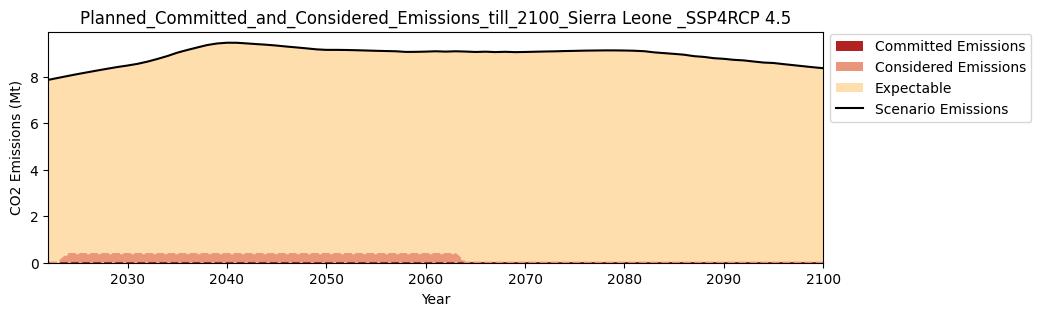 Planned_Committed_and_Considered_Emissions_till_2100_Sierra Leone _SSP4RCP 4.5
Committed Emissions
Considered Emissions
Expectable
Scenario Emissions
CO2 Emissions (Mt)
8
6
4
2
0
2030 2040 2050 2060 2070 2080 2090 2100
Year